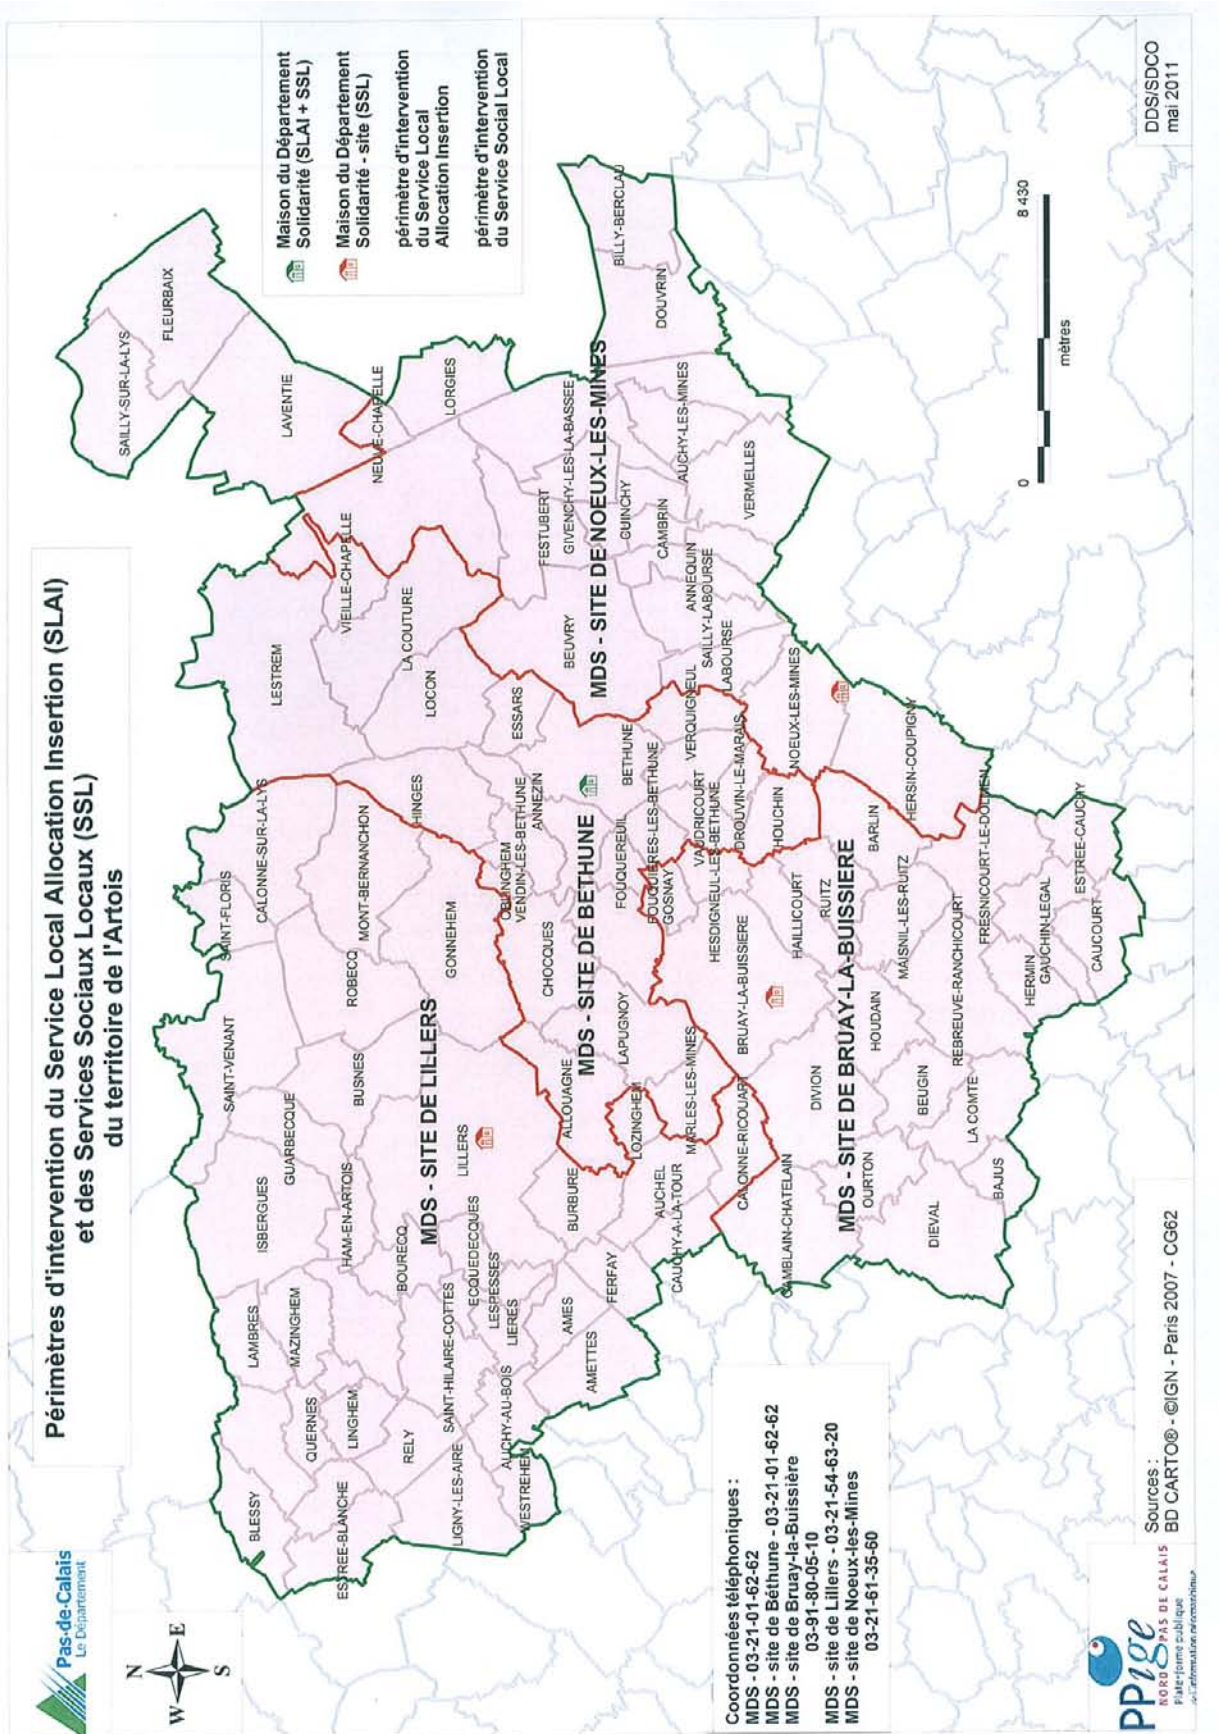 Périmètres d'intervention du Service Local Allocation Insertion (SLAI)
et des Services Sociaux Locaux (SSL)
du territoire de l'Artois
Pas-de-Calais
Le Département
N
W
E
S
Maison du Département
Solidarité (SLAI + SSL)
Maison du Département
Solidarité - site (SSL)
périmètre d'intervention
du Service Local
Allocation Insertion
périmètre d'intervention
du Service Social Local
SAILLY-SUR-LA-LYS
FLEURBAIX
LAVENTIE
NEUVE-CHAPELLE
LORGIES
LESTREM
VIEILLE-CHAPELLE
LA COUTURE
LOCON
ESSARS
CALONNE-SUR-LA-LYS
SAINT-FLORIS
MONT-BERNANCHON
HINGES
ROBECQ
GONNEHEM
SAINT-VENANT
BUSNES
GUARBECQUE
ISBERGUES
HAM-EN-ARTOIS
MDS - SITE DE LILLERS
LILLERS
BOURECQ
ECQUEDECQUES
LESPESSES
LIERES
LAMBRES
MAZINGHEM
QUERNES
LINGHEM
RELY
SAINT-HILAIRE-COTTES
BLESSY
ESTREE-BLANCHE
LIGNY-LES-AIRE
AUCHY-AU-BOIS
WESTREHEM
AMES
AMETTES
FERFAY
BURBURE
AUCHEL
CAUCHY-A-LA-TOUR
LOZINGHEM
ALLOUAGNE
MDS - SITE DE BETHUNE
CHOCQUES
LAPUGNOY
MARLES-LES-MINES
OBLINGHEM
VENDIN-LES-BETHUNE
ANNEZIN
BETHUNE
FOUQUEREUIL
FOUQUIERES-LES-BETHUNE
GOSNAY
VERQUIGNEUL
VAUDRICOURT
HESDIGNEUL-LES-BETHUNE
DROUVIN-LE-MARAIS
HOUCHIN
MDS - SITE DE NOEUX-LES-MINES
BEUVRY
FESTUBERT
GIVENCHY-LES-LA-BASSEE
GUINCHY
CAMBRIN
AUCHY-LES-MINES
VERMELLES
DOUVRIN
BILLY-BERCLAU
ANNEQUIN
SAILLY-LABOURSE
LABOURSE
NOEUX-LES-MINES
HERSIN-COUPIGNY
MDS - SITE DE BRUAY-LA-BUISSIERE
BRUAY-LA-BUISSIERE
HAILLICOURT
RUITZ
BARLIN
MAISNIL-LES-RUITZ
HOUDAIN
REBREUVE-RANCHICOURT
FRESNICOURT-LE-DOLMEN
HERMIN
GAUCHIN-LEGAL
CAUCOURT
ESTREE-CAUCHY
CALONNE-RICOUART
DIVION
CAMBLAIN-CHATELAIN
OURTON
BEUGIN
LA COMTE
DIEVAL
BAJUS
Coordonnées téléphoniques :
MDS - 03-21-01-62-62
MDS - site de Béthune - 03-21-01-62-62
MDS - site de Bruay-la-Buissière
03-91-80-05-10
MDS - site de Lillers - 03-21-54-63-20
MDS - site de Noeux-les-Mines
03-21-61-35-60
0
8 430
mètres
DDS/SDCO
mai 2011
PPige
NORD PAS DE CALAIS
Plate-forme publique
de l'information géographique
Sources :
BD CARTO® - ©IGN - Paris 2007 - CG62